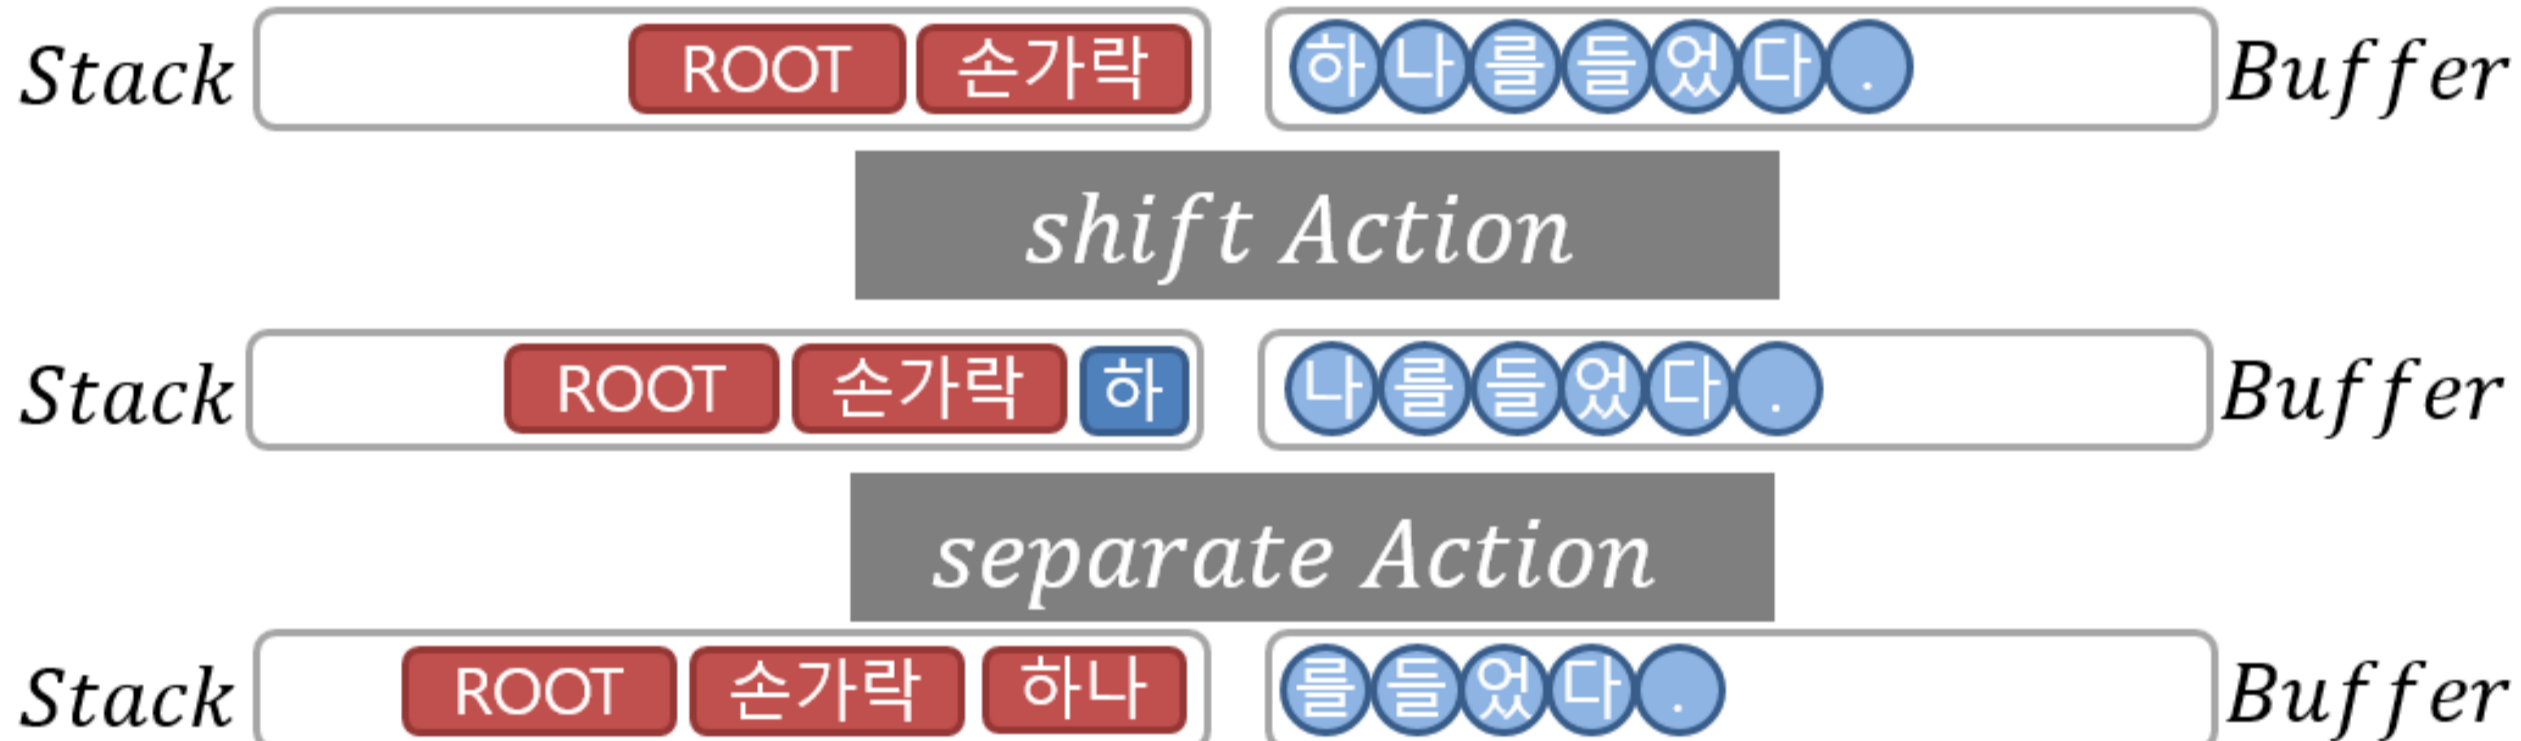 Stack ROOT 손가락 하나를들었다. Buffer
shift Action
Stack ROOT 손가락 하 나를들었다. Buffer
separate Action
Stack ROOT 손가락 하나 를들었다. Buffer